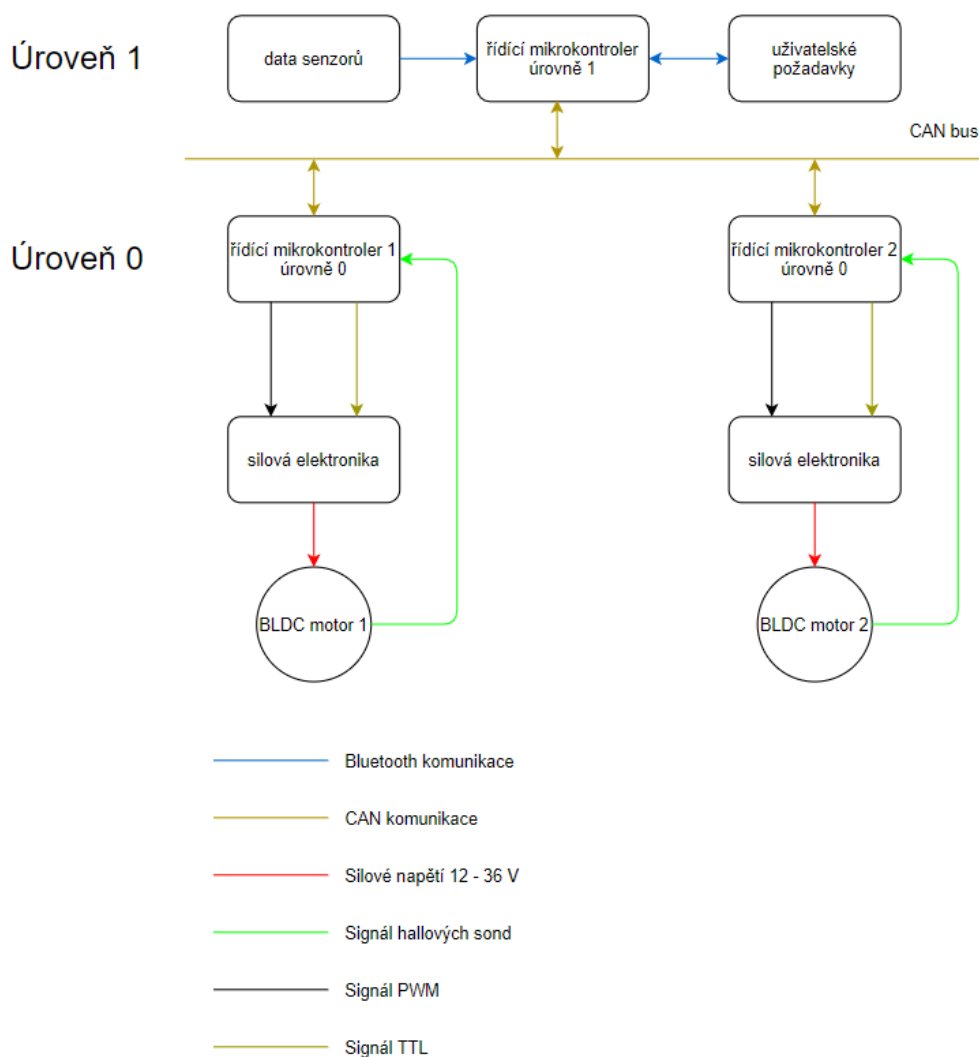 Úroveň 1
data senzorů
řídící mikrokontroler
úrovně 1
uživatelské
požadavky
CAN bus
Úroveň 0
řídící mikrokontroler 1
úrovně 0
řídící mikrokontroler 2
úrovně 0
silová elektronika
silová elektronika
BLDC motor 1
BLDC motor 2
Bluetooth komunikace
CAN komunikace
Silové napětí 12 - 36 V
Signál hallových sond
Signál PWM
Signál TTL